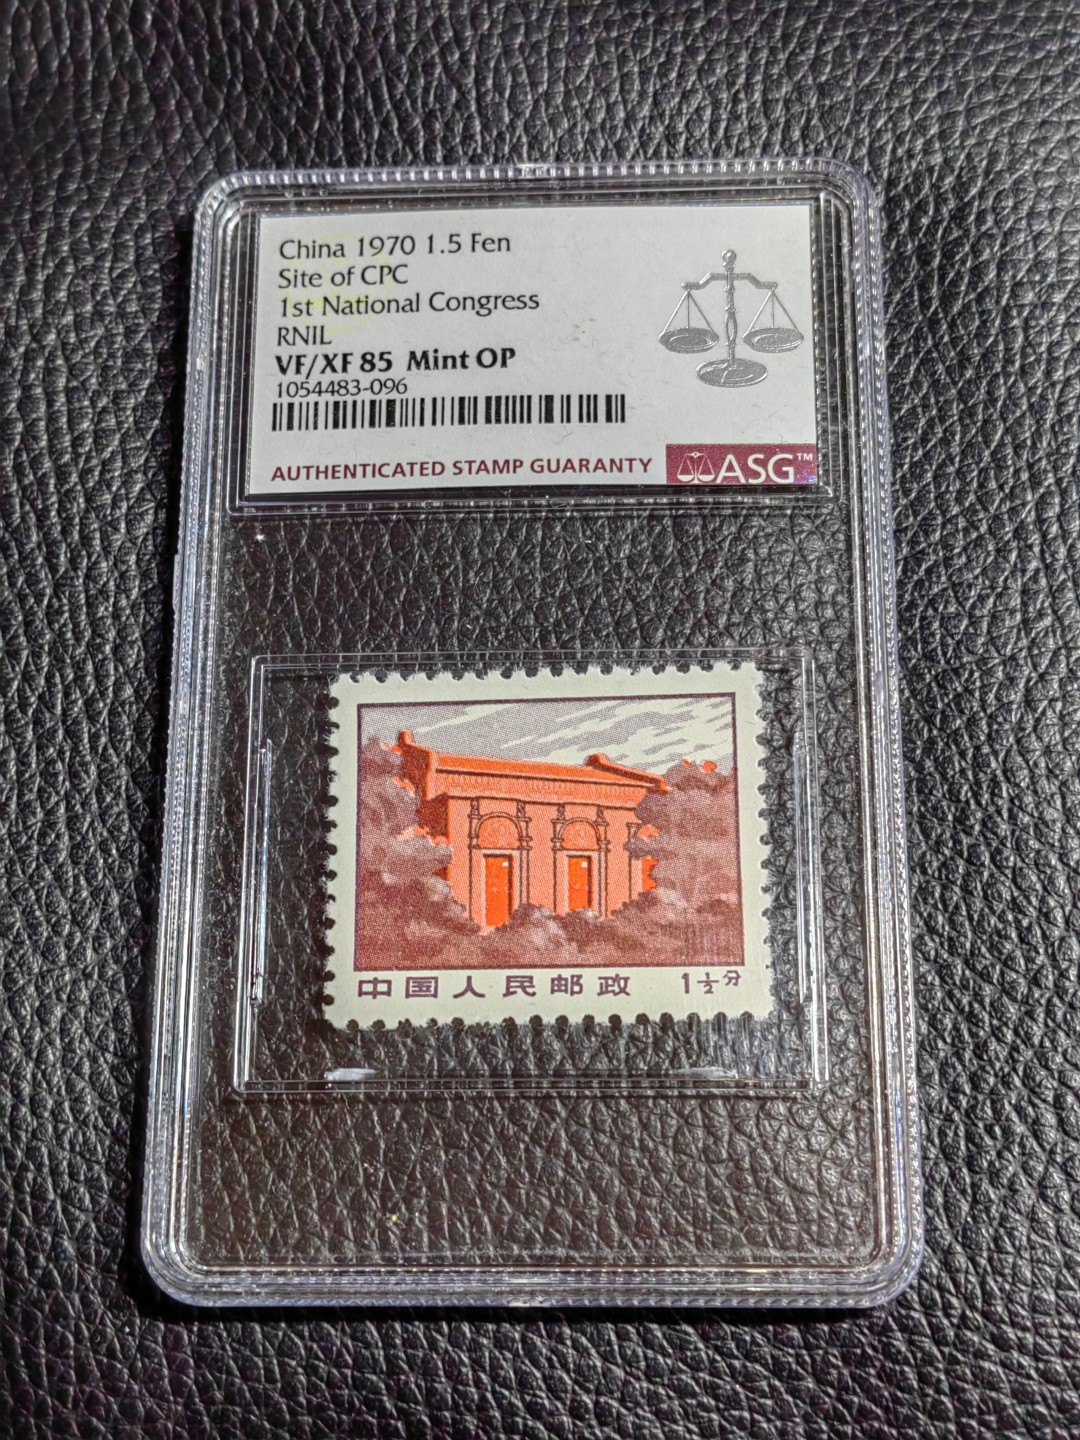 China 1970 1.5 Fen
Site of CPC
1st National Congress
RNIL
VF/XF 85 Mint OP
1054483-096
AUTHENTICATED STAMP GUARANTY
ASG™
中国人民邮政 1½分